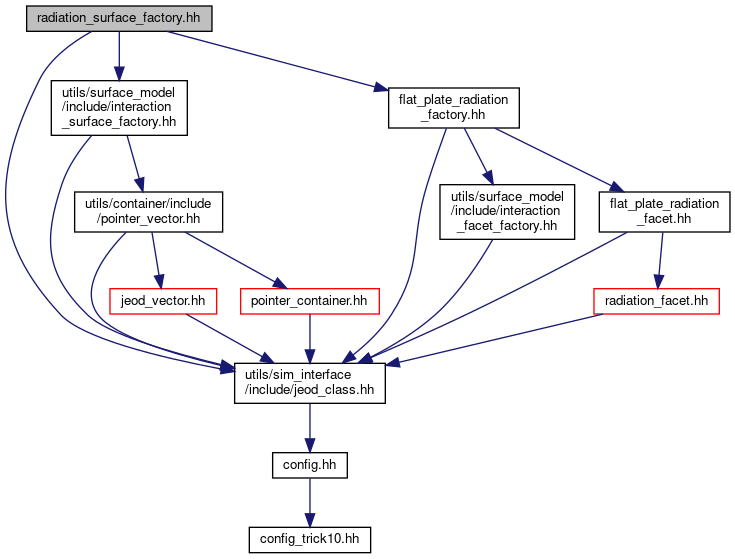 radiation_surface_factory.hh
utils/surface_model
/include/interaction
_surface_factory.hh
flat_plate_radiation
_factory.hh
utils/container/include
/pointer_vector.hh
utils/surface_model
/include/interaction
_facet_factory.hh
flat_plate_radiation
_facet.hh
jeod_vector.hh
pointer_container.hh
radiation_facet.hh
utils/sim_interface
/include/jeod_class.hh
config.hh
config_trick10.hh